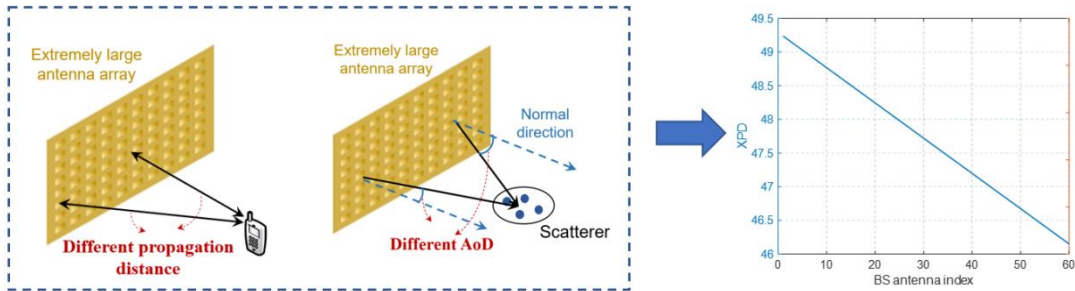 Extremely large
antenna array
Different propagation
distance
Extremely large
antenna array
Normal
direction
Different AoD
Scatterer
49.5
49
48.5
48
47.5
47
46.5
46
XPD
0 10 20 30 40 50 60
BS antenna index